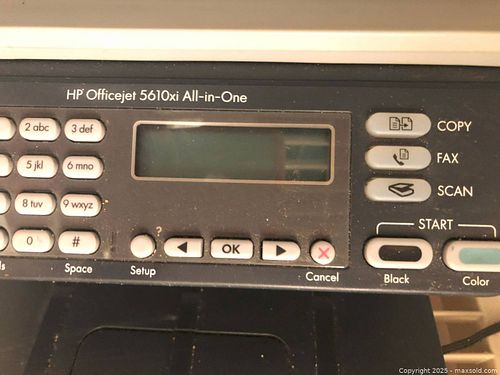 HP Officejet 5610xi All-in-One
2 abc
3 def
COPY
5 jkl
6 mno
FAX
SCAN
8 tuv
9 wxyz
START
0
#
?
OK
Space
Setup
Cancel
Black
Color
Copyright © 2025 - maxsold.com